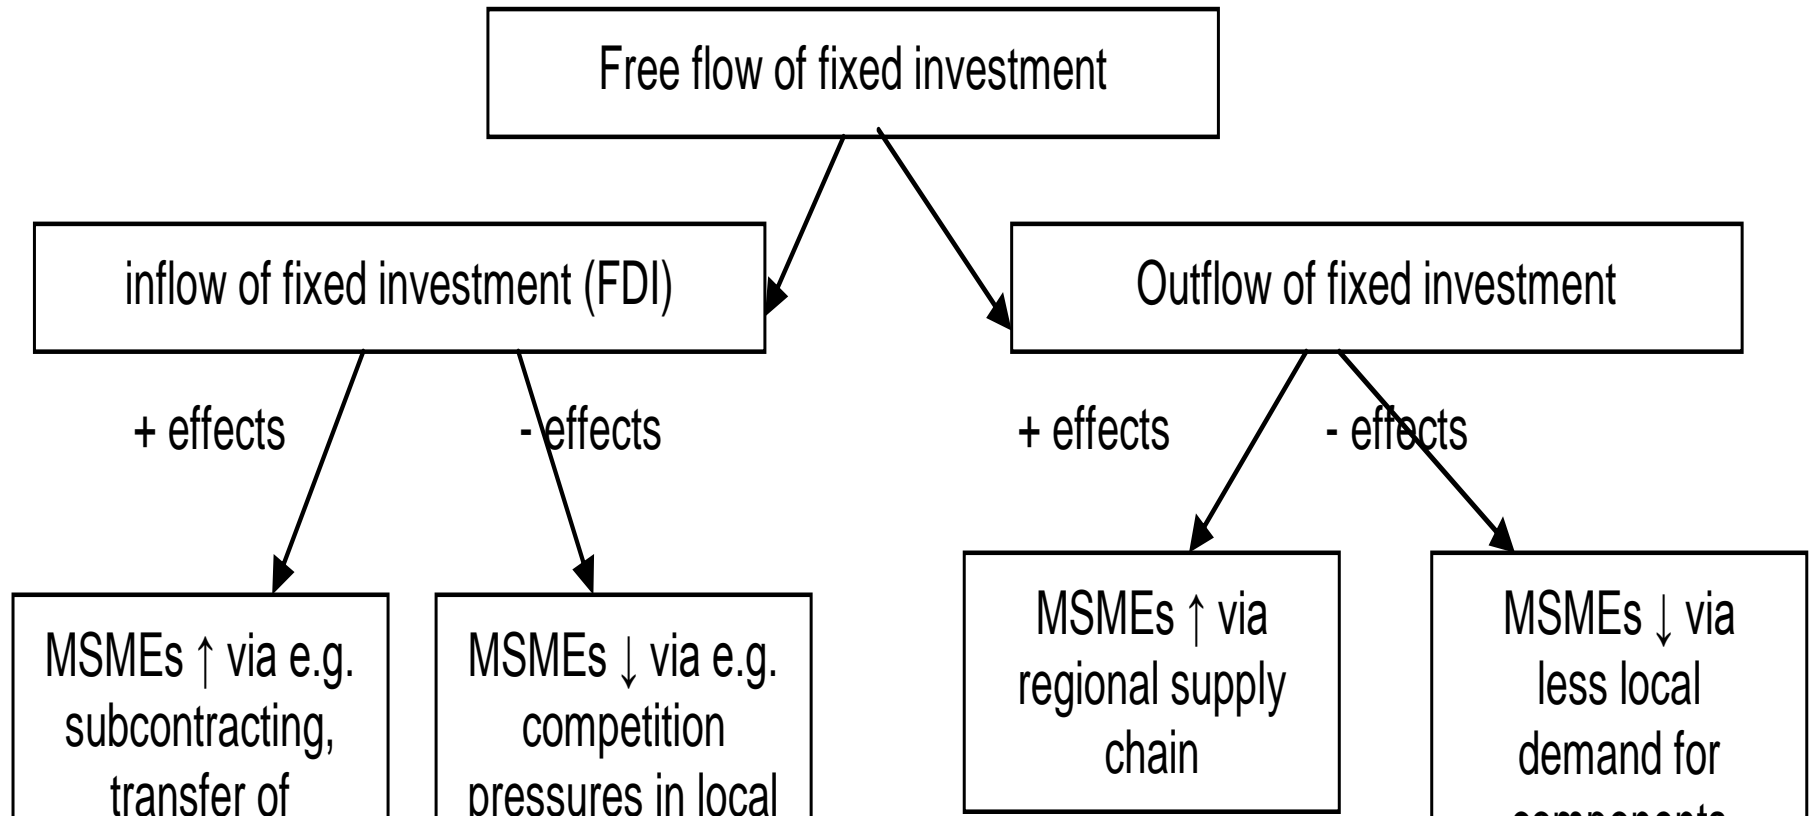 Free flow of fixed investment
inflow of fixed investment (FDI)
Outflow of fixed investment
+ effects
- effects
+ effects
- effects
MSMEs ↑ via e.g.
subcontracting,
transfer of
MSMEs ↓ via e.g.
competition
pressures in local
MSMEs ↑ via
regional supply
chain
MSMEs ↓ via
less local
demand for
components